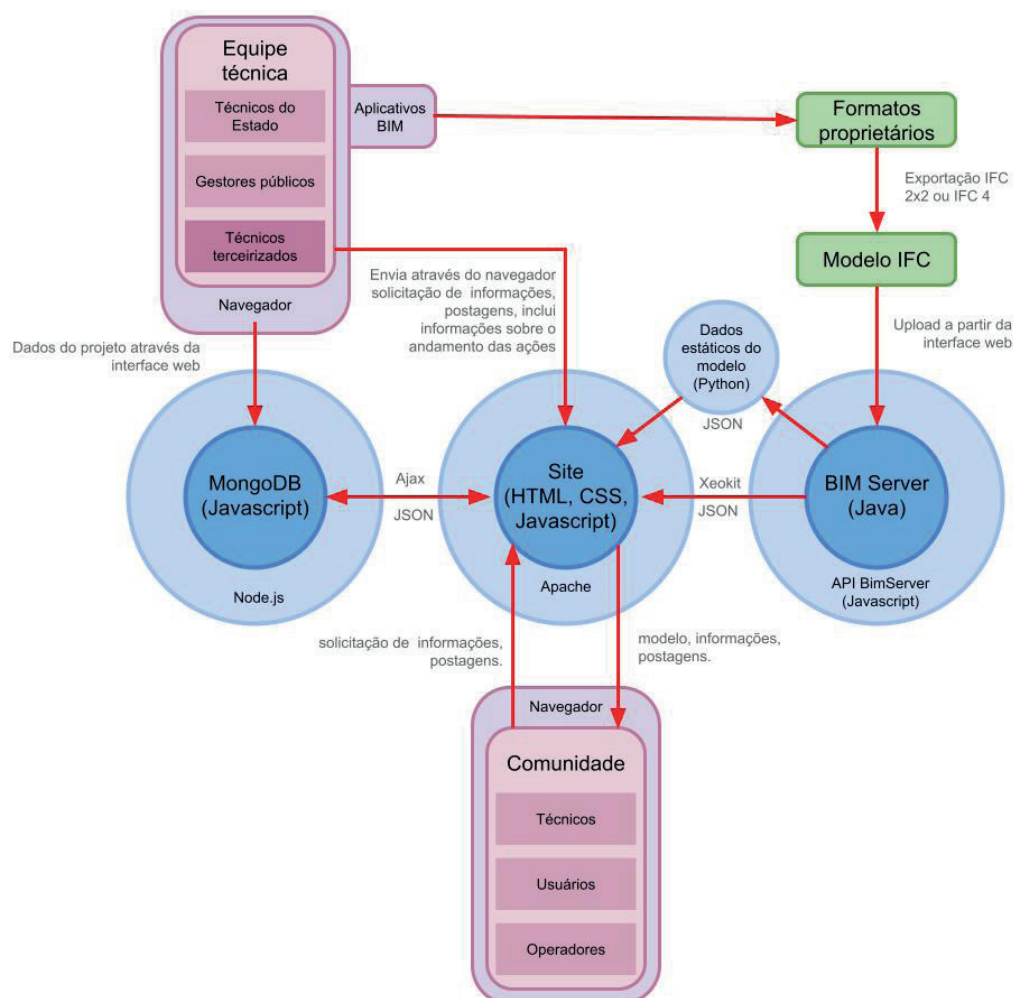 Equipe
técnica
Técnicos do
Estado
Gestores públicos
Técnicos
terceirizados
Navegador
Aplicativos
BIM
Formatos
proprietários
Exportação IFC
2x2 ou IFC 4
Modelo IFC
Upload a partir da
interface web
Envia através do navegador
solicitação de informações,
postagens, inclui
informações sobre o
andamento das ações
Dados do projeto através da
interface web
Dados
estáticos do
modelo
(Python)
JSON
MongoDB
(Javascript)
Node.js
Ajax
JSON
Site
(HTML, CSS,
Javascript)
Apache
Xeokit
JSON
BIM Server
(Java)
API BimServer
(Javascript)
solicitação de informações,
postagens.
modelo, informações,
postagens.
Navegador
Comunidade
Técnicos
Usuários
Operadores